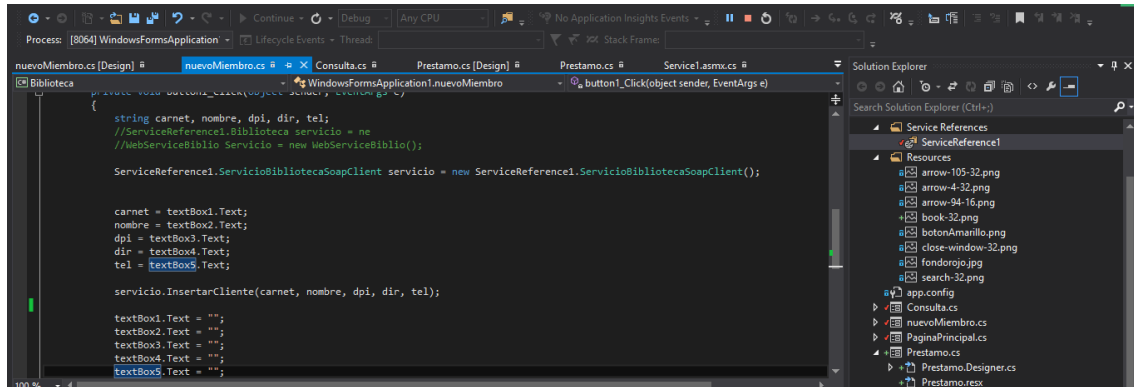 Continue Debug Any CPU No Application Insights Events
Process: [8064] WindowsFormsApplication Lifecycle Events Thread: Stack Frame:
nuevoMiembro.cs [Design] nuevoMiembro.cs Consulta.cs Prestamo.cs [Design] Prestamo.cs Service1.asmx.cs
Biblioteca WindowsFormsApplication1.nuevoMiembro button1_Click(object sender, EventArgs e)
private void button1_Click(object sender, EventArgs e)
{
string carnet, nombre, dpi, dir, tel;
//ServiceReference1.Biblioteca servicio = ne
//WebServiceBiblio Servicio = new WebServiceBiblio();
ServiceReference1.ServicioBibliotecaSoapClient servicio = new ServiceReference1.ServicioBibliotecaSoapClient();
carnet = textBox1.Text;
nombre = textBox2.Text;
dpi = textBox3.Text;
dir = textBox4.Text;
tel = textBox5.Text;
servicio.InsertarCliente(carnet, nombre, dpi, dir, tel);
textBox1.Text = "";
textBox2.Text = "";
textBox3.Text = "";
textBox4.Text = "";
textBox5.Text = "";
100 %
Solution Explorer
Search Solution Explorer (Ctrl+;)
Service References
ServiceReference1
Resources
arrow-105-32.png
arrow-4-32.png
arrow-94-16.png
book-32.png
botonAmarillo.png
close-window-32.png
fondorojo.jpg
search-32.png
app.config
Consulta.cs
nuevoMiembro.cs
PaginaPrincipal.cs
Prestamo.cs
Prestamo.Designer.cs
Prestamo.resx